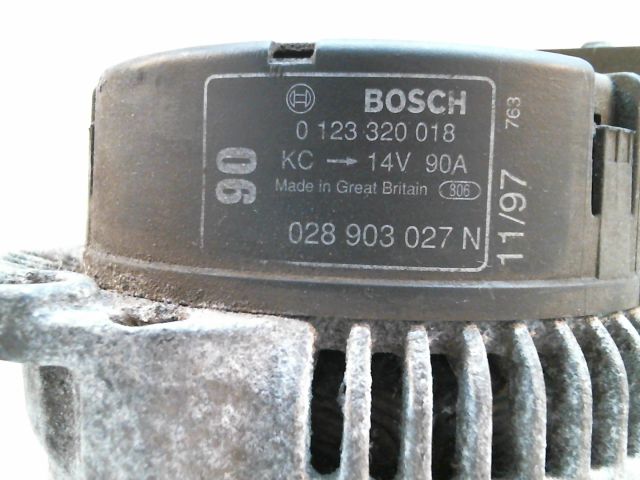 BOSCH
0 123 320 018
KC → 14V 90A
Made in Great Britain 806
028 903 027 N
90
11/97
763